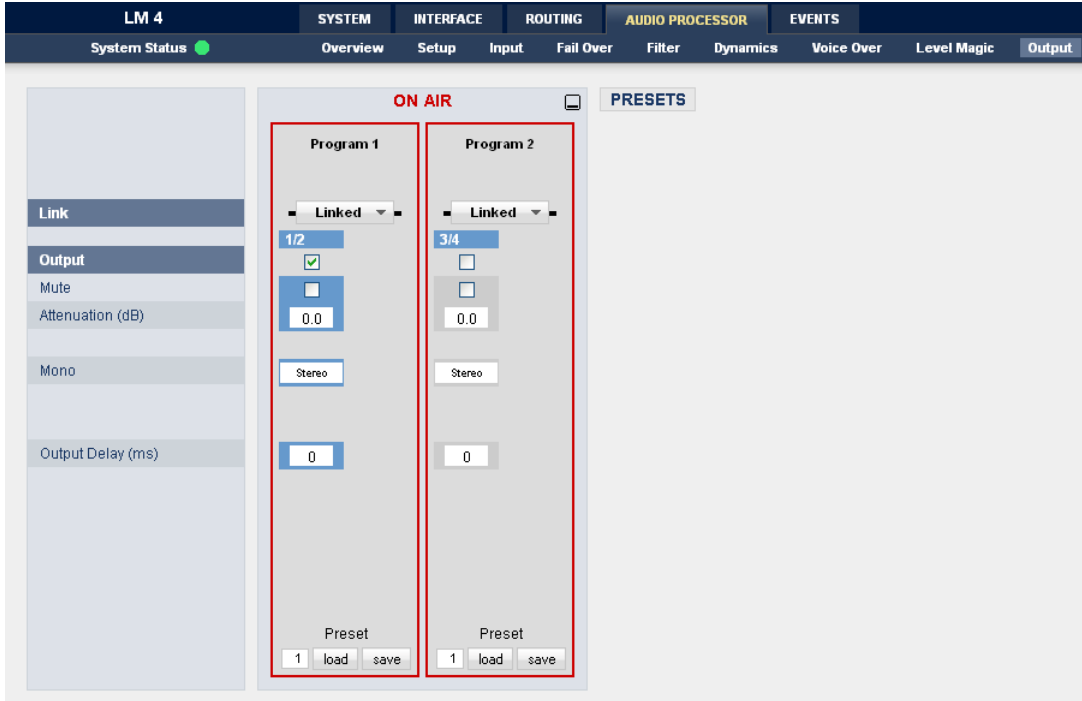 LM 4 SYSTEM INTERFACE ROUTING AUDIO PROCESSOR EVENTS
System Status Overview Setup Input Fail Over Filter Dynamics Voice Over Level Magic Output
ON AIR PRESETS
Program 1 Program 2
Link Linked Linked
1/2 3/4
Output
Mute
Attenuation (dB) 0.0 0.0
Mono Stereo Stereo
Output Delay (ms) 0 0
Preset Preset
1 load save 1 load save